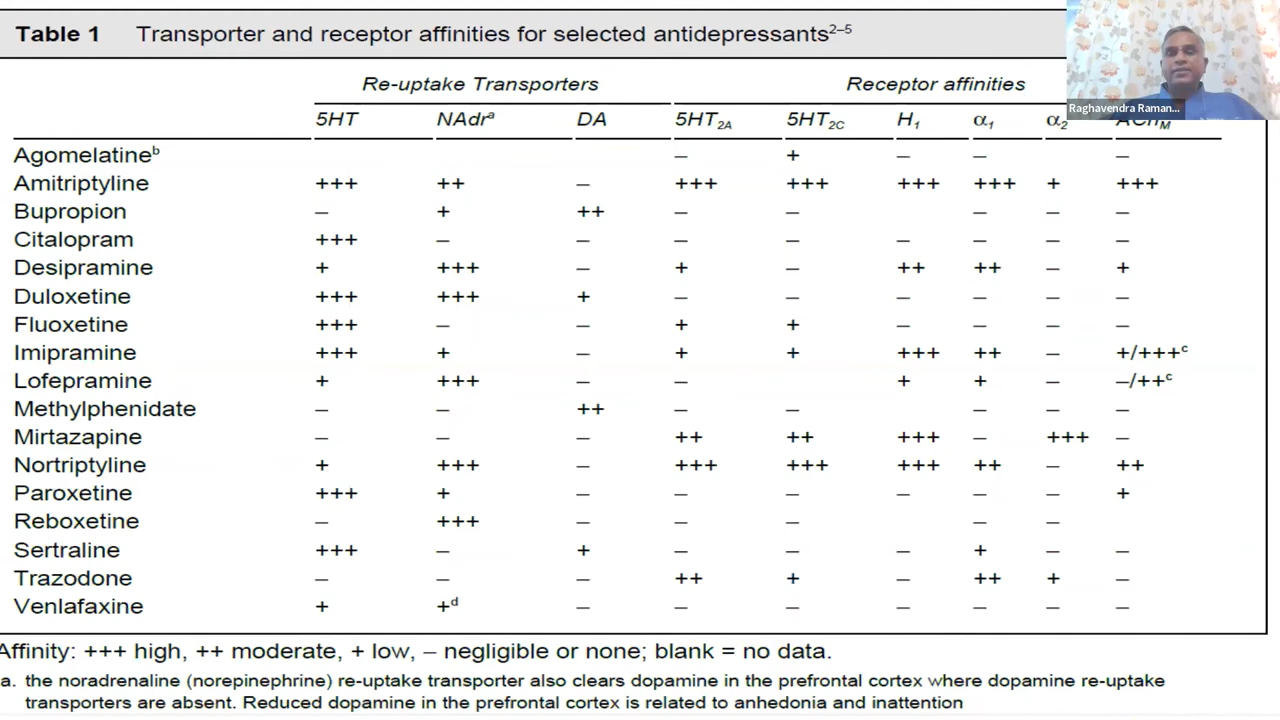 Table 1 Transporter and receptor affinities for selected antidepressants2–5
Re-uptake Transporters Receptor affinities
Raghavendra Raman...
5HT NAdra DA 5HT2A 5HT2C H1 α1 α2 AChM
Agomelatineb – + – – –
Amitriptyline +++ ++ – +++ +++ +++ +++ + +++
Bupropion – + ++ – – – – –
Citalopram +++ – – – – – – – –
Desipramine + +++ – + – ++ ++ – +
Duloxetine +++ +++ + – – – – – –
Fluoxetine +++ – – + + – – – –
Imipramine +++ + – + + +++ ++ – +/+++c
Lofepramine + +++ – – + + – –/++c
Methylphenidate – – ++ – – – – –
Mirtazapine – – – ++ ++ +++ – +++ –
Nortriptyline + +++ – +++ +++ +++ ++ – ++
Paroxetine +++ + – – – – – – +
Reboxetine – +++ – – – – – –
Sertraline +++ – + – – – + – –
Trazodone – – – ++ + – ++ + –
Venlafaxine + +d – – – – – – –
Affinity: +++ high, ++ moderate, + low, – negligible or none; blank = no data.
a. the noradrenaline (norepinephrine) re-uptake transporter also clears dopamine in the prefrontal cortex where dopamine re-uptake
transporters are absent. Reduced dopamine in the prefrontal cortex is related to anhedonia and inattention